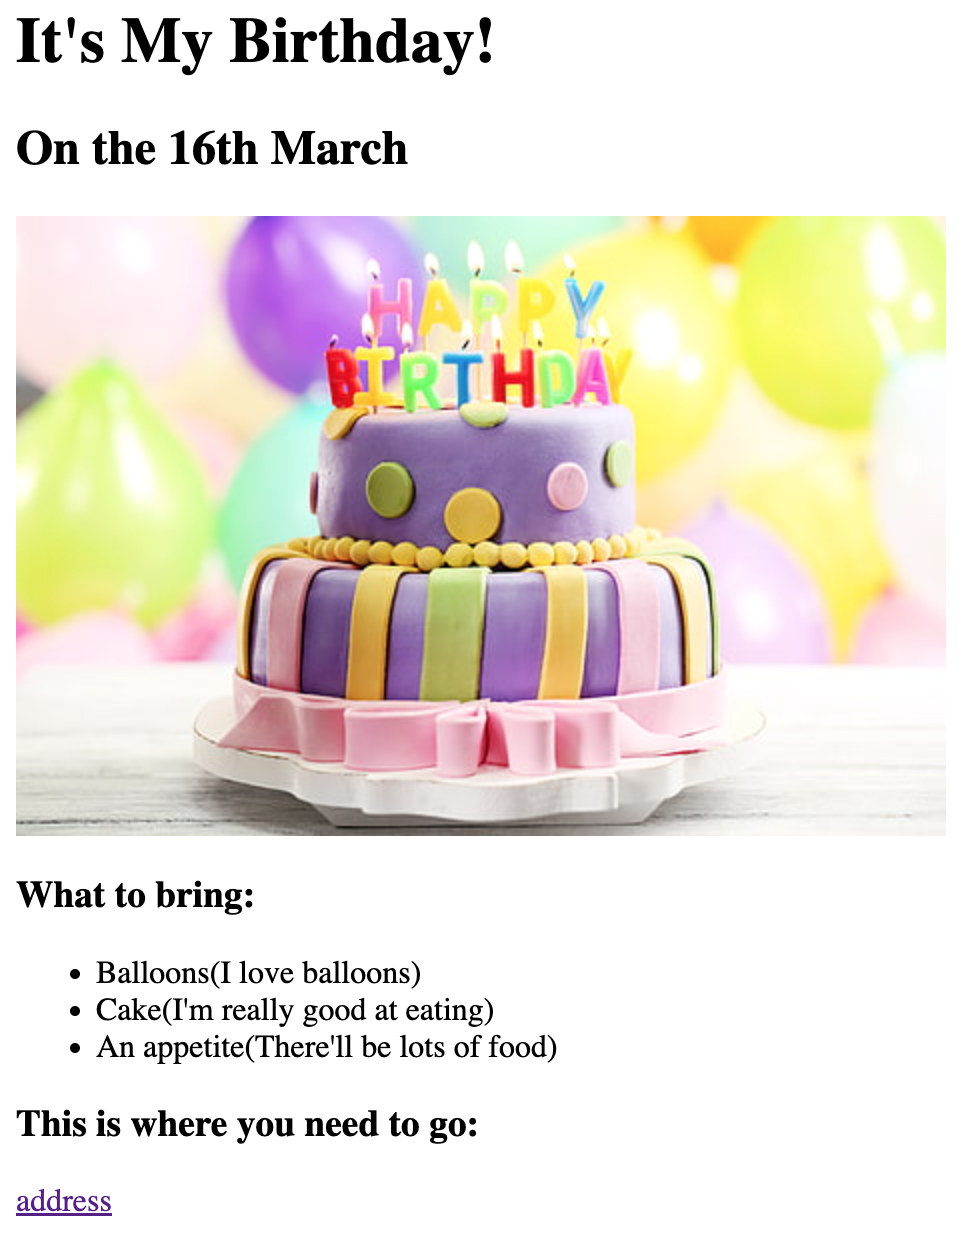 It's My Birthday!
On the 16th March
HAPPY
BIRTHDAY
What to bring:
Balloons(I love balloons)
Cake(I'm really good at eating)
An appetite(There'll be lots of food)
This is where you need to go:
address